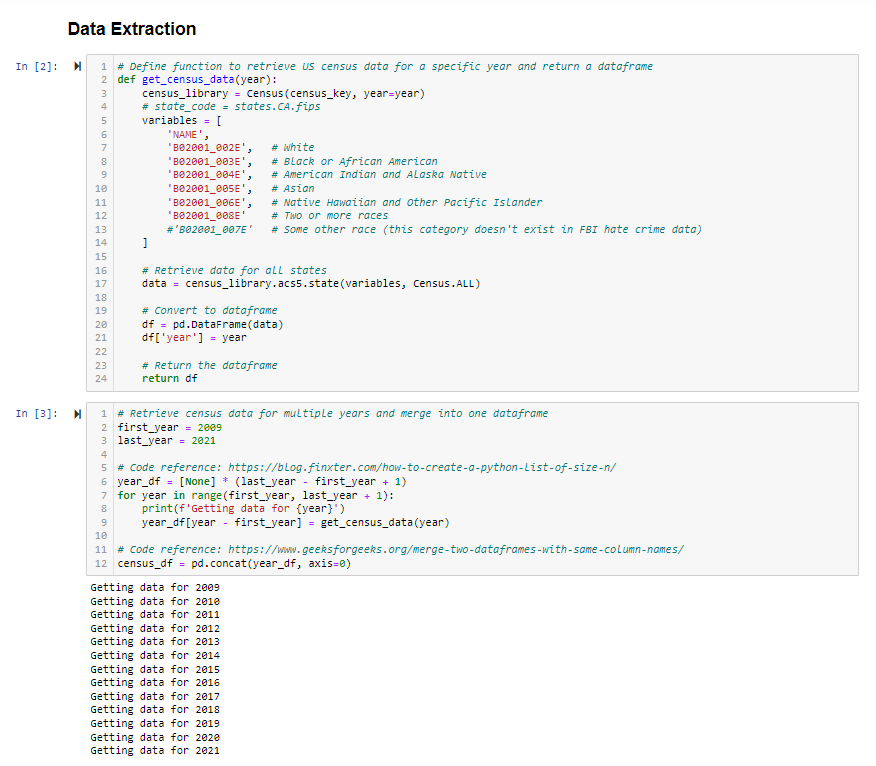 Data Extraction
In [2]:
1 # Define function to retrieve US census data for a specific year and return a dataframe
2 def get_census_data(year):
3     census_library = Census(census_key, year=year)
4     # state_code = states.CA.fips
5     variables = [
6         'NAME',
7         'B02001_002E',   # White
8         'B02001_003E',   # Black or African American
9         'B02001_004E',   # American Indian and Alaska Native
10         'B02001_005E',   # Asian
11         'B02001_006E',   # Native Hawaiian and Other Pacific Islander
12         'B02001_008E'    # Two or more races
13         #'B02001_007E'   # Some other race (this category doesn't exist in FBI hate crime data)
14     ]
15
16     # Retrieve data for all states
17     data = census_library.acs5.state(variables, Census.ALL)
18
19     # Convert to dataframe
20     df = pd.DataFrame(data)
21     df['year'] = year
22
23     # Return the dataframe
24     return df
In [3]:
1 # Retrieve census data for multiple years and merge into one dataframe
2 first_year = 2009
3 last_year = 2021
4
5 # Code reference: https://blog.finxter.com/how-to-create-a-python-list-of-size-n/
6 year_df = [None] * (last_year - first_year + 1)
7 for year in range(first_year, last_year + 1):
8     print(f'Getting data for {year}')
9     year_df[year - first_year] = get_census_data(year)
10
11 # Code reference: https://www.geeksforgeeks.org/merge-two-dataframes-with-same-column-names/
12 census_df = pd.concat(year_df, axis=0)
Getting data for 2009
Getting data for 2010
Getting data for 2011
Getting data for 2012
Getting data for 2013
Getting data for 2014
Getting data for 2015
Getting data for 2016
Getting data for 2017
Getting data for 2018
Getting data for 2019
Getting data for 2020
Getting data for 2021